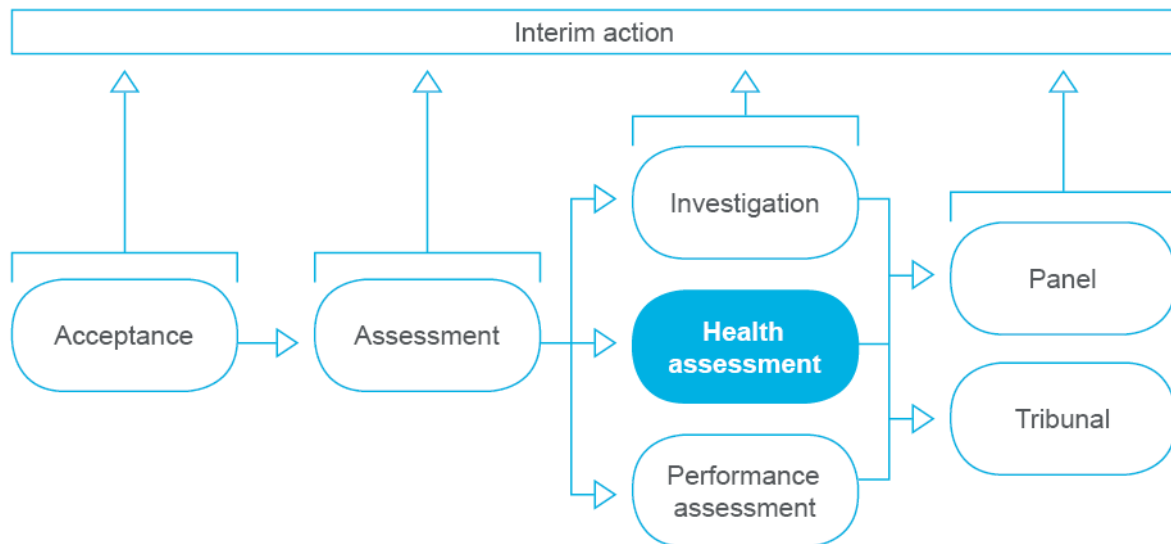 Interim action
Acceptance
Assessment
Investigation
Health
assessment
Performance
assessment
Panel
Tribunal